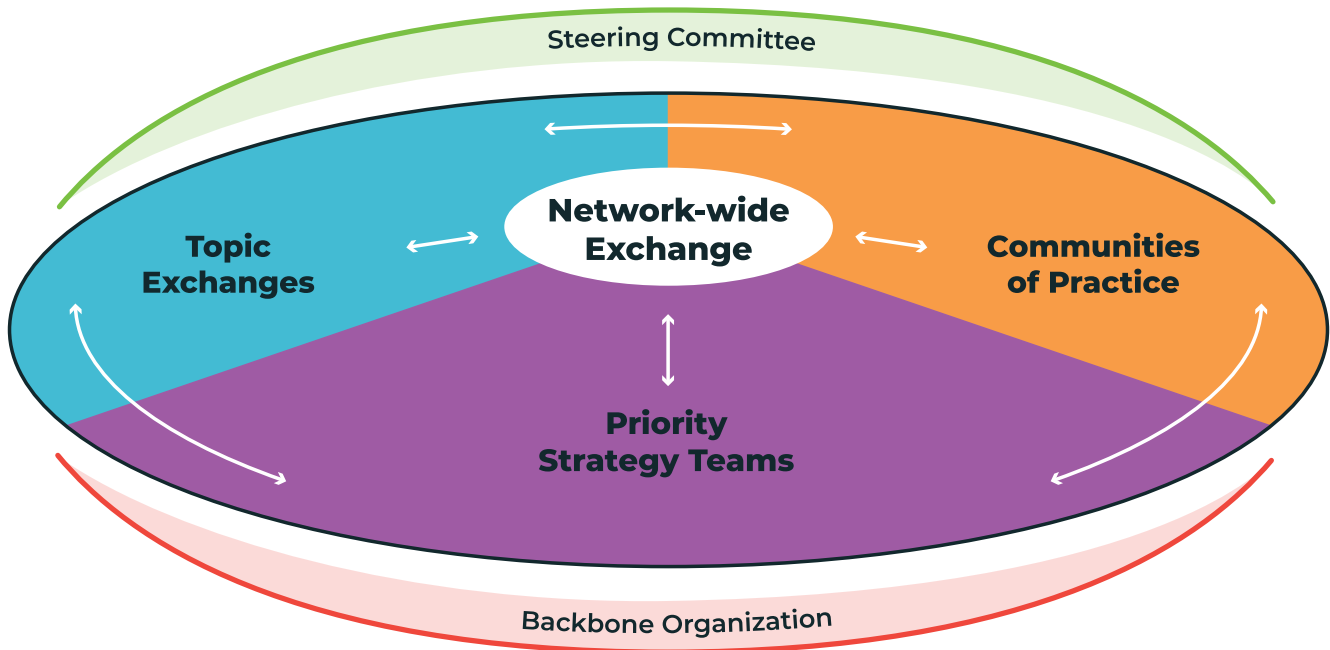 Steering Committee
Network-wide
Exchange
Topic
Exchanges
Communities
of Practice
Priority
Strategy Teams
Backbone Organization